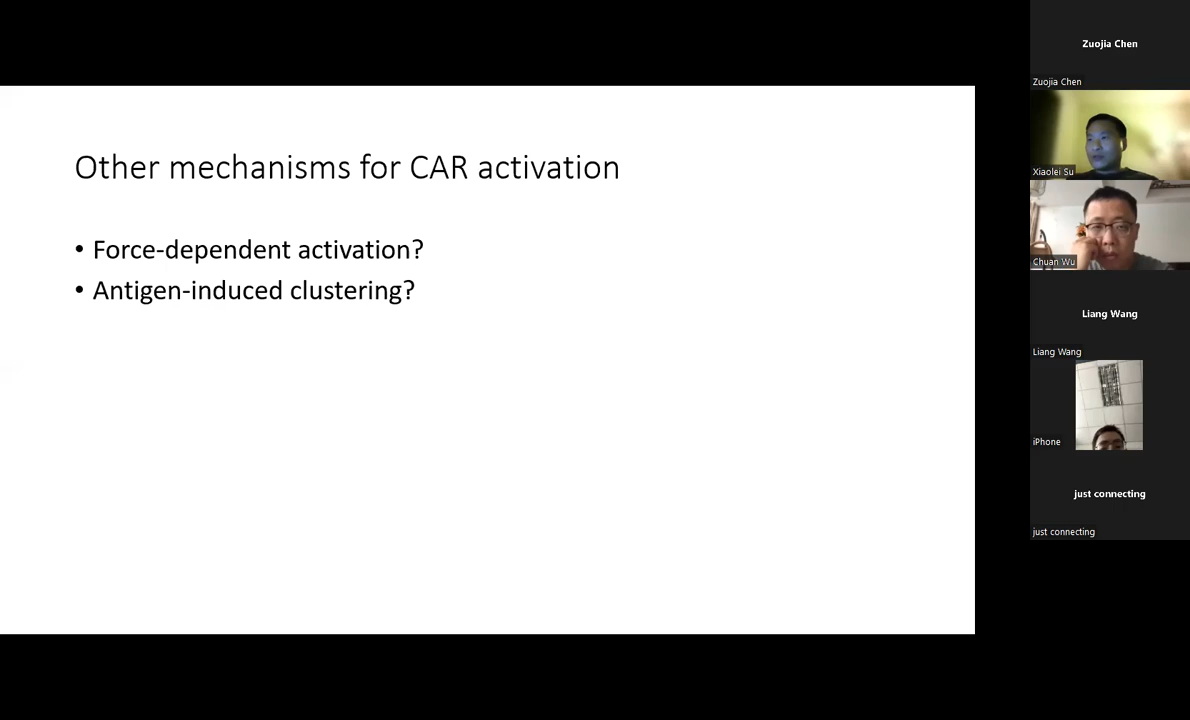 Other mechanisms for CAR activation
• Force-dependent activation?
• Antigen-induced clustering?
Zuojia Chen
Zuojia Chen
Xiaolei Su
Chuan Wu
Liang Wang
Liang Wang
iPhone
just connecting
just connecting